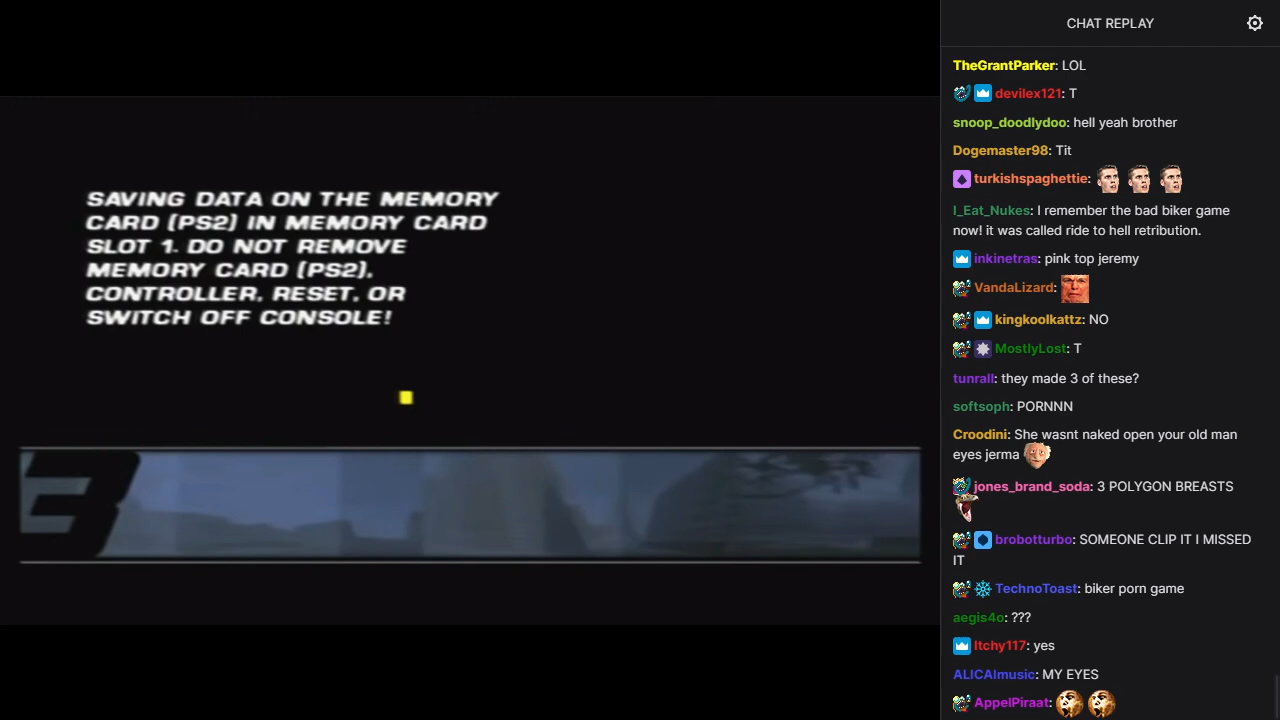 SAVING DATA ON THE MEMORY
CARD (PS2) IN MEMORY CARD
SLOT 1. DO NOT REMOVE
MEMORY CARD (PS2),
CONTROLLER, RESET, OR
SWITCH OFF CONSOLE!
3
CHAT REPLAY
TheGrantParker: LOL
devilex121: T
snoop_doodlydoo: hell yeah brother
Dogemaster98: Tit
turkishspaghettie:
I_Eat_Nukes: I remember the bad biker game
now! it was called ride to hell retribution.
inkinetras: pink top jeremy
VandaLizard:
kingkoolkattz: NO
MostlyLost: T
tunrall: they made 3 of these?
softsoph: PORNNN
Croodini: She wasnt naked open your old man
eyes jerma
jones_brand_soda: 3 POLYGON BREASTS
brobotturbo: SOMEONE CLIP IT I MISSED
IT
TechnoToast: biker porn game
aegis4o: ???
Itchy117: yes
ALICAImusic: MY EYES
AppelPiraat: